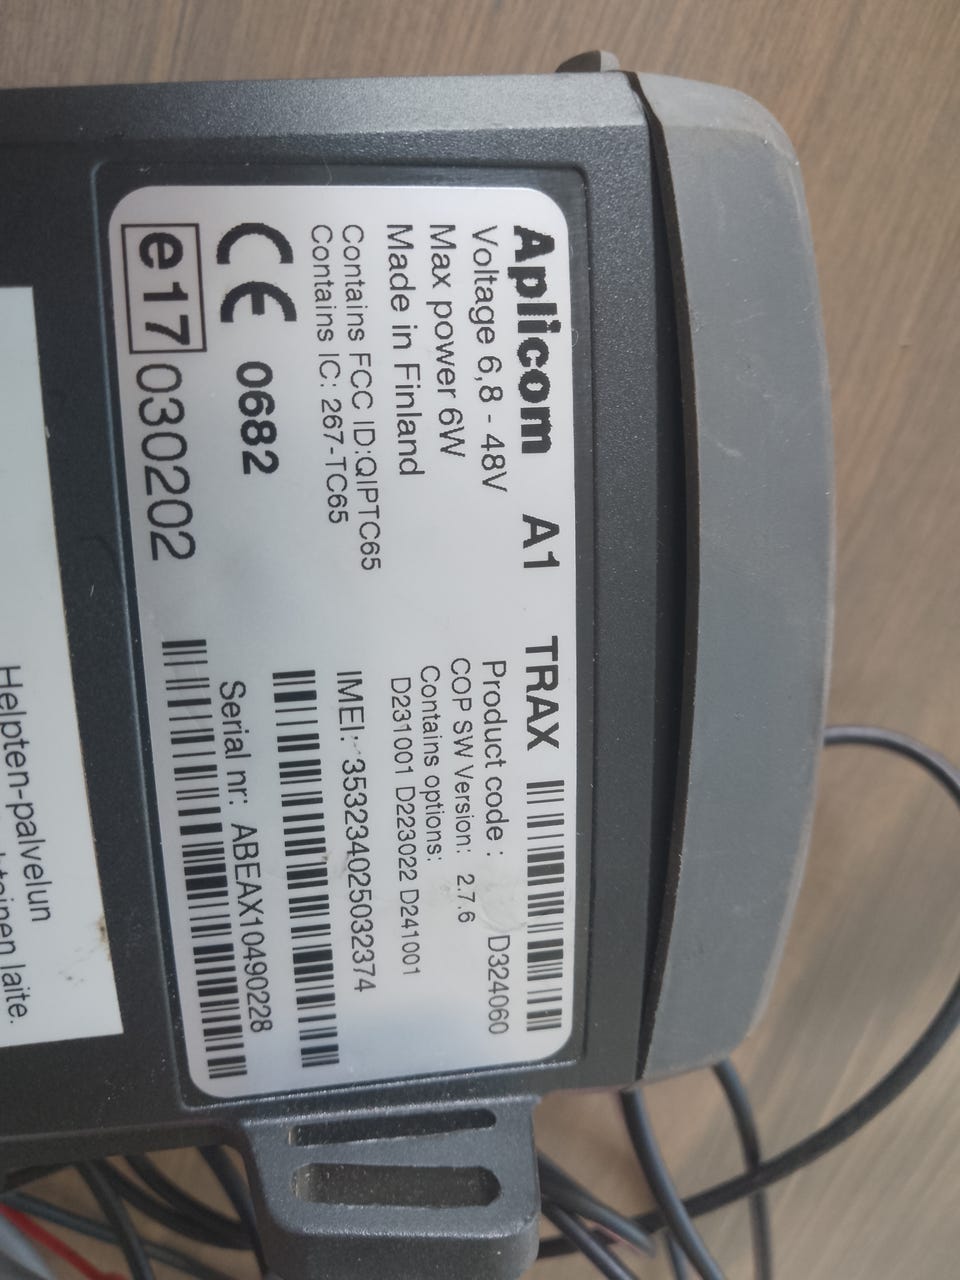 Aplicom A1 TRAX
Voltage 6,8 - 48V
Max power 6W
Made in Finland
Contains FCC ID:QIPTC65
Contains IC: 267-TC65
CE 0682
e17 030202
Product code : D324060
COP SW Version: 2.7.6
Contains options:
D231001 D223022 D241001
IMEI: 353234025032374
Serial nr: ABEAX10490228
Helpten-palvelun
laite.